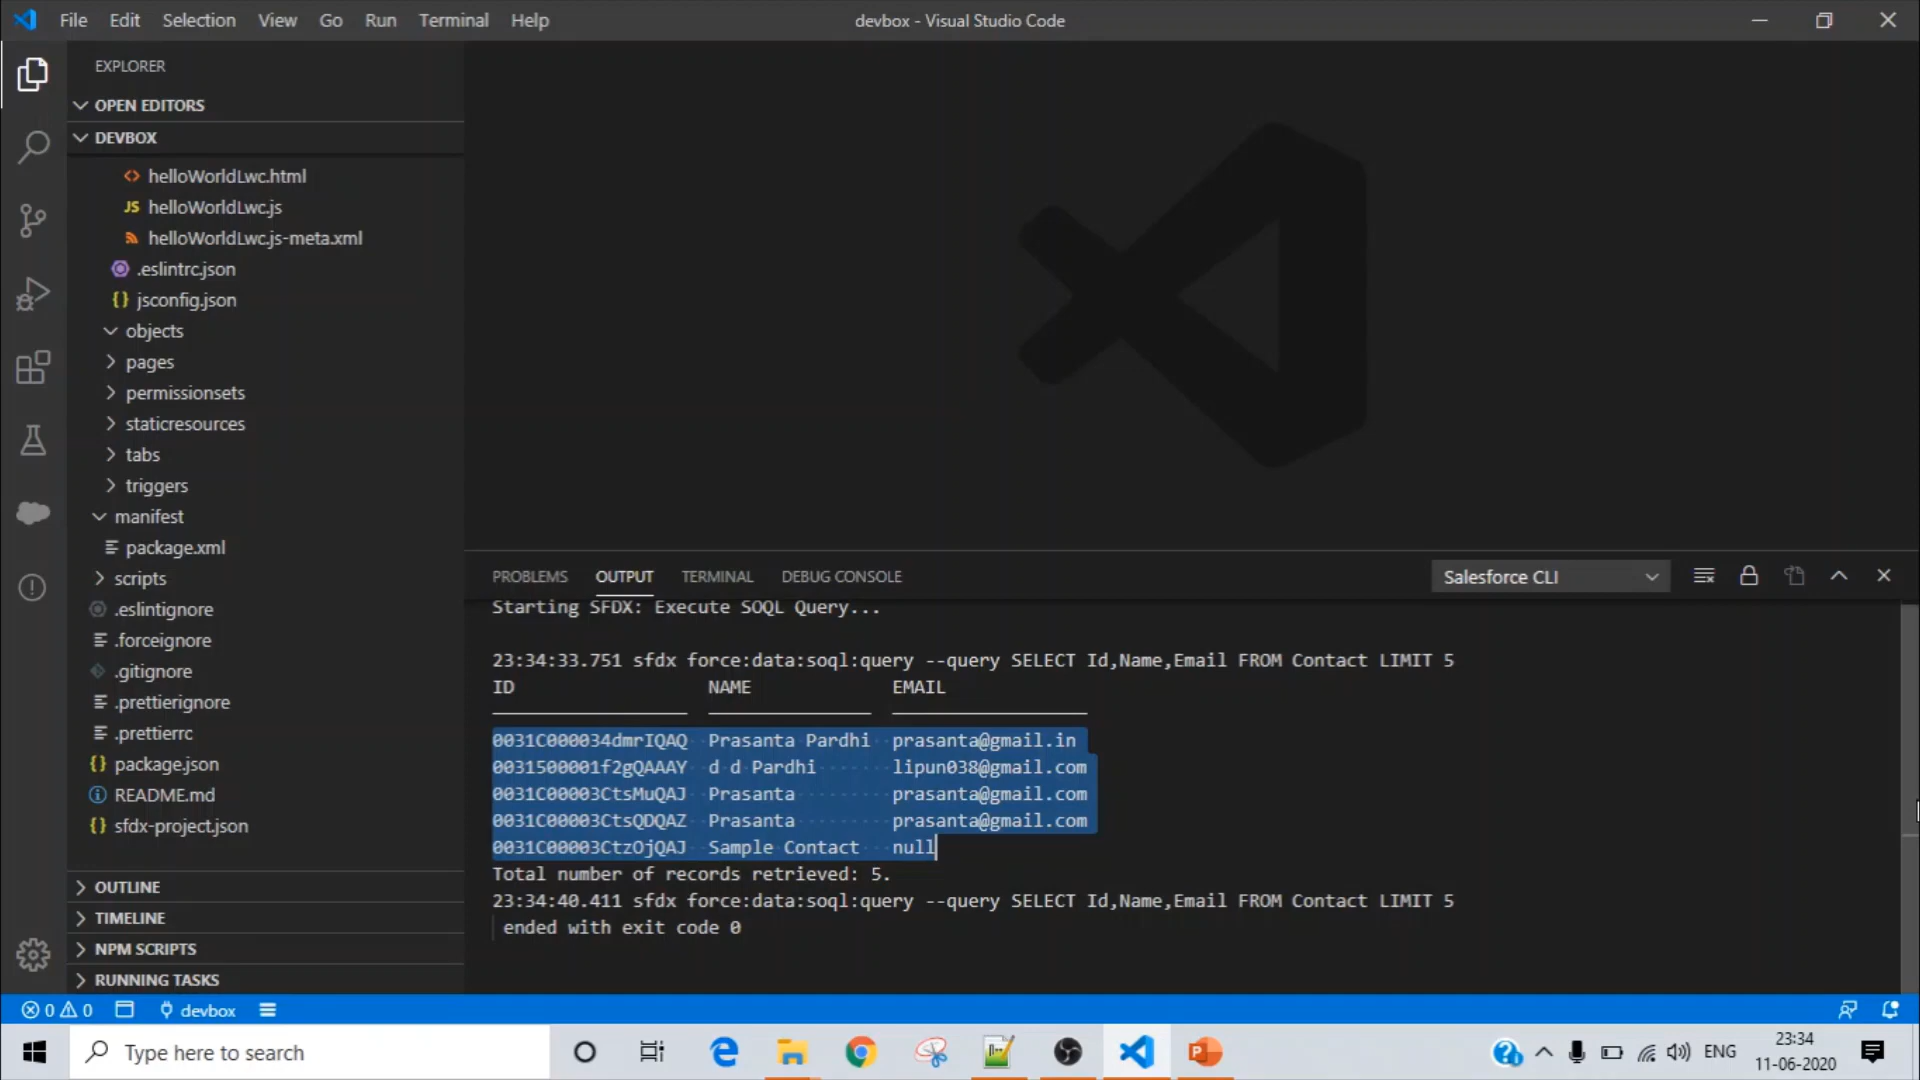 File Edit Selection View Go Run Terminal Help
devbox - Visual Studio Code
EXPLORER
OPEN EDITORS
DEVBOX
<> helloWorldLwc.html
JS helloWorldLwc.js
helloWorldLwc.js-meta.xml
.eslintrc.json
{} jsconfig.json
objects
pages
permissionsets
staticresources
tabs
triggers
manifest
package.xml
scripts
.eslintignore
.forceignore
.gitignore
.prettierignore
.prettierrc
{} package.json
README.md
{} sfdx-project.json
OUTLINE
TIMELINE
NPM SCRIPTS
RUNNING TASKS
PROBLEMS OUTPUT TERMINAL DEBUG CONSOLE
Salesforce CLI
Starting SFDX: Execute SOQL Query...
23:34:33.751 sfdx force:data:soql:query --query SELECT Id,Name,Email FROM Contact LIMIT 5
ID NAME EMAIL
0031C000034dmrIQAQ Prasanta Pardhi prasanta@gmail.in
0031500001f2gQAAAY d d Pardhi lipun038@gmail.com
0031C00003CtsMuQAJ Prasanta prasanta@gmail.com
0031C00003CtsQDQAZ Prasanta prasanta@gmail.com
0031C00003CtzOjQAJ Sample Contact null
Total number of records retrieved: 5.
23:34:40.411 sfdx force:data:soql:query --query SELECT Id,Name,Email FROM Contact LIMIT 5
ended with exit code 0
0 0 devbox
Type here to search
ENG
23:34
11-06-2020